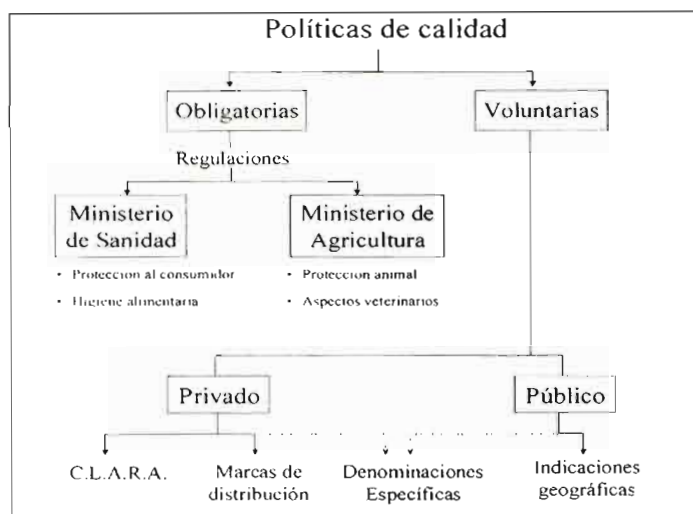 Políticas de calidad
Obligatorias
Voluntarias
Regulaciones
Ministerio
de Sanidad
Ministerio de
Agricultura
• Proteccion al consumidor
• Higiene alimentaria
• Proteccion animal
• Aspectos veterinarios
Privado
Público
C.L.A.R.A.
Marcas de
distribución
Denominaciones
Específicas
Indicaciones
geográficas